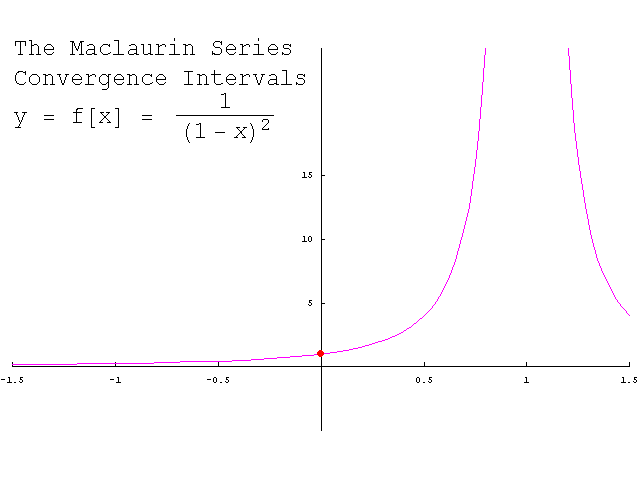 The Maclaurin Series
Convergence Intervals
y = f[x] = 1/(1 - x)^2
15
10
5
-1.5 -1 -0.5 0.5 1 1.5